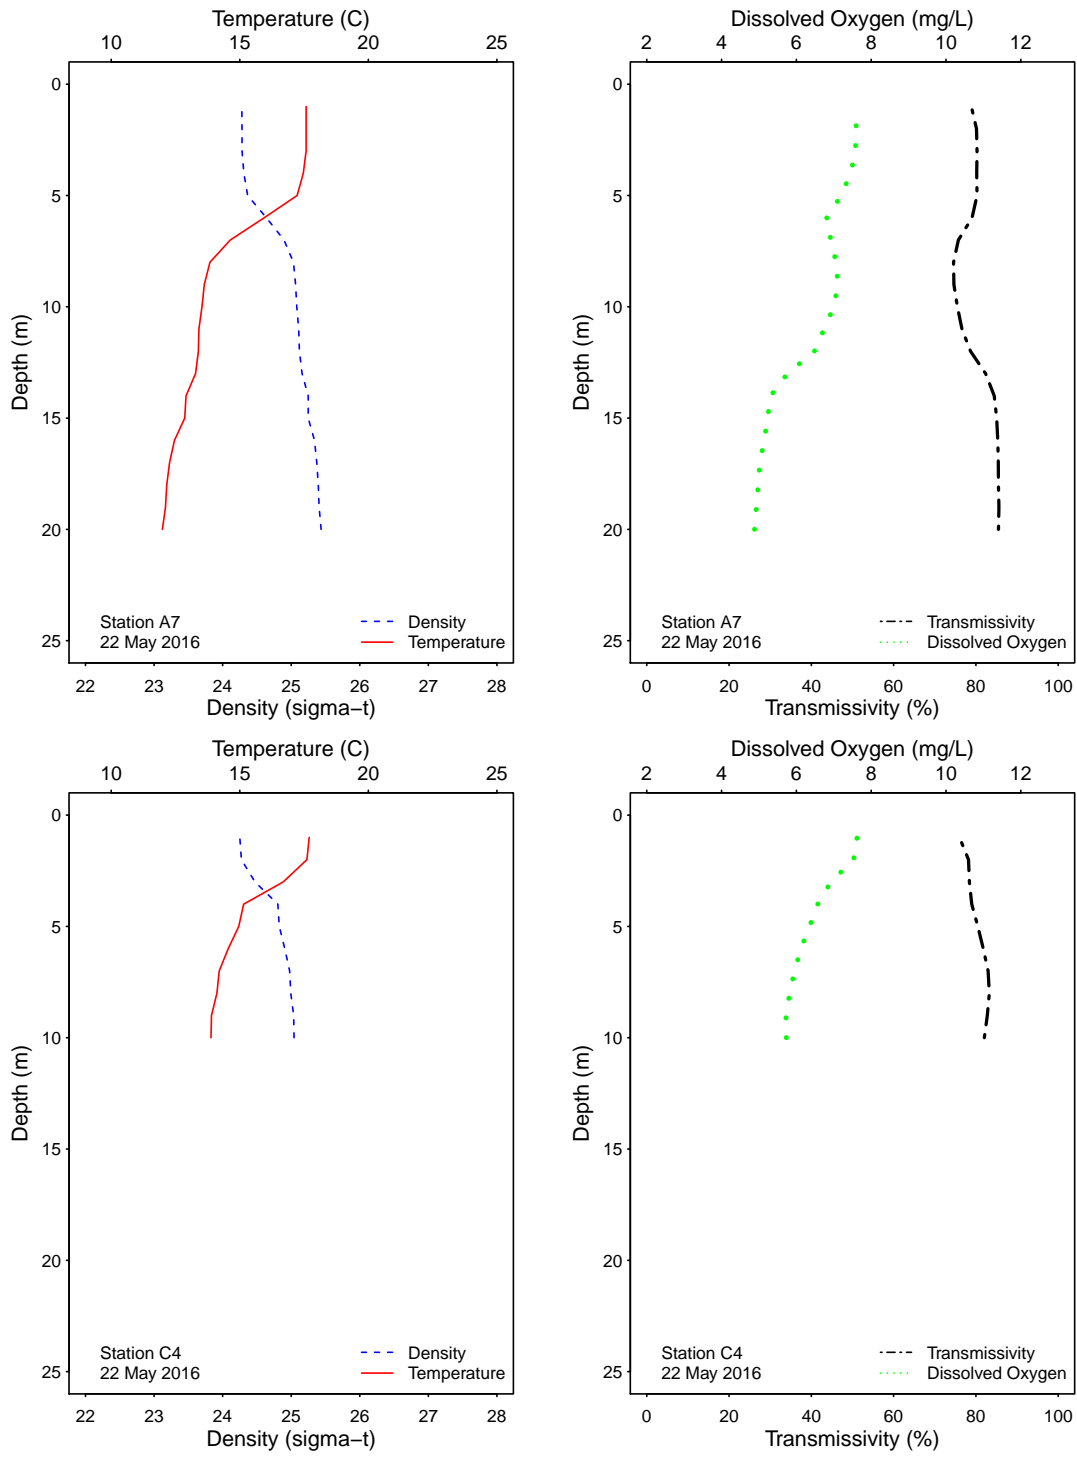 Temperature (C)
10 15 20 25
0
5
10
15
20
25
Depth (m)
Station A7
22 May 2016
Density
Temperature
22 23 24 25 26 27 28
Density (sigma−t)
Dissolved Oxygen (mg/L)
2 4 6 8 10 12
0
5
10
15
20
25
Depth (m)
Station A7
22 May 2016
Transmissivity
Dissolved Oxygen
0 20 40 60 80 100
Transmissivity (%)
Temperature (C)
10 15 20 25
0
5
10
15
20
25
Depth (m)
Station C4
22 May 2016
Density
Temperature
22 23 24 25 26 27 28
Density (sigma−t)
Dissolved Oxygen (mg/L)
2 4 6 8 10 12
0
5
10
15
20
25
Depth (m)
Station C4
22 May 2016
Transmissivity
Dissolved Oxygen
0 20 40 60 80 100
Transmissivity (%)